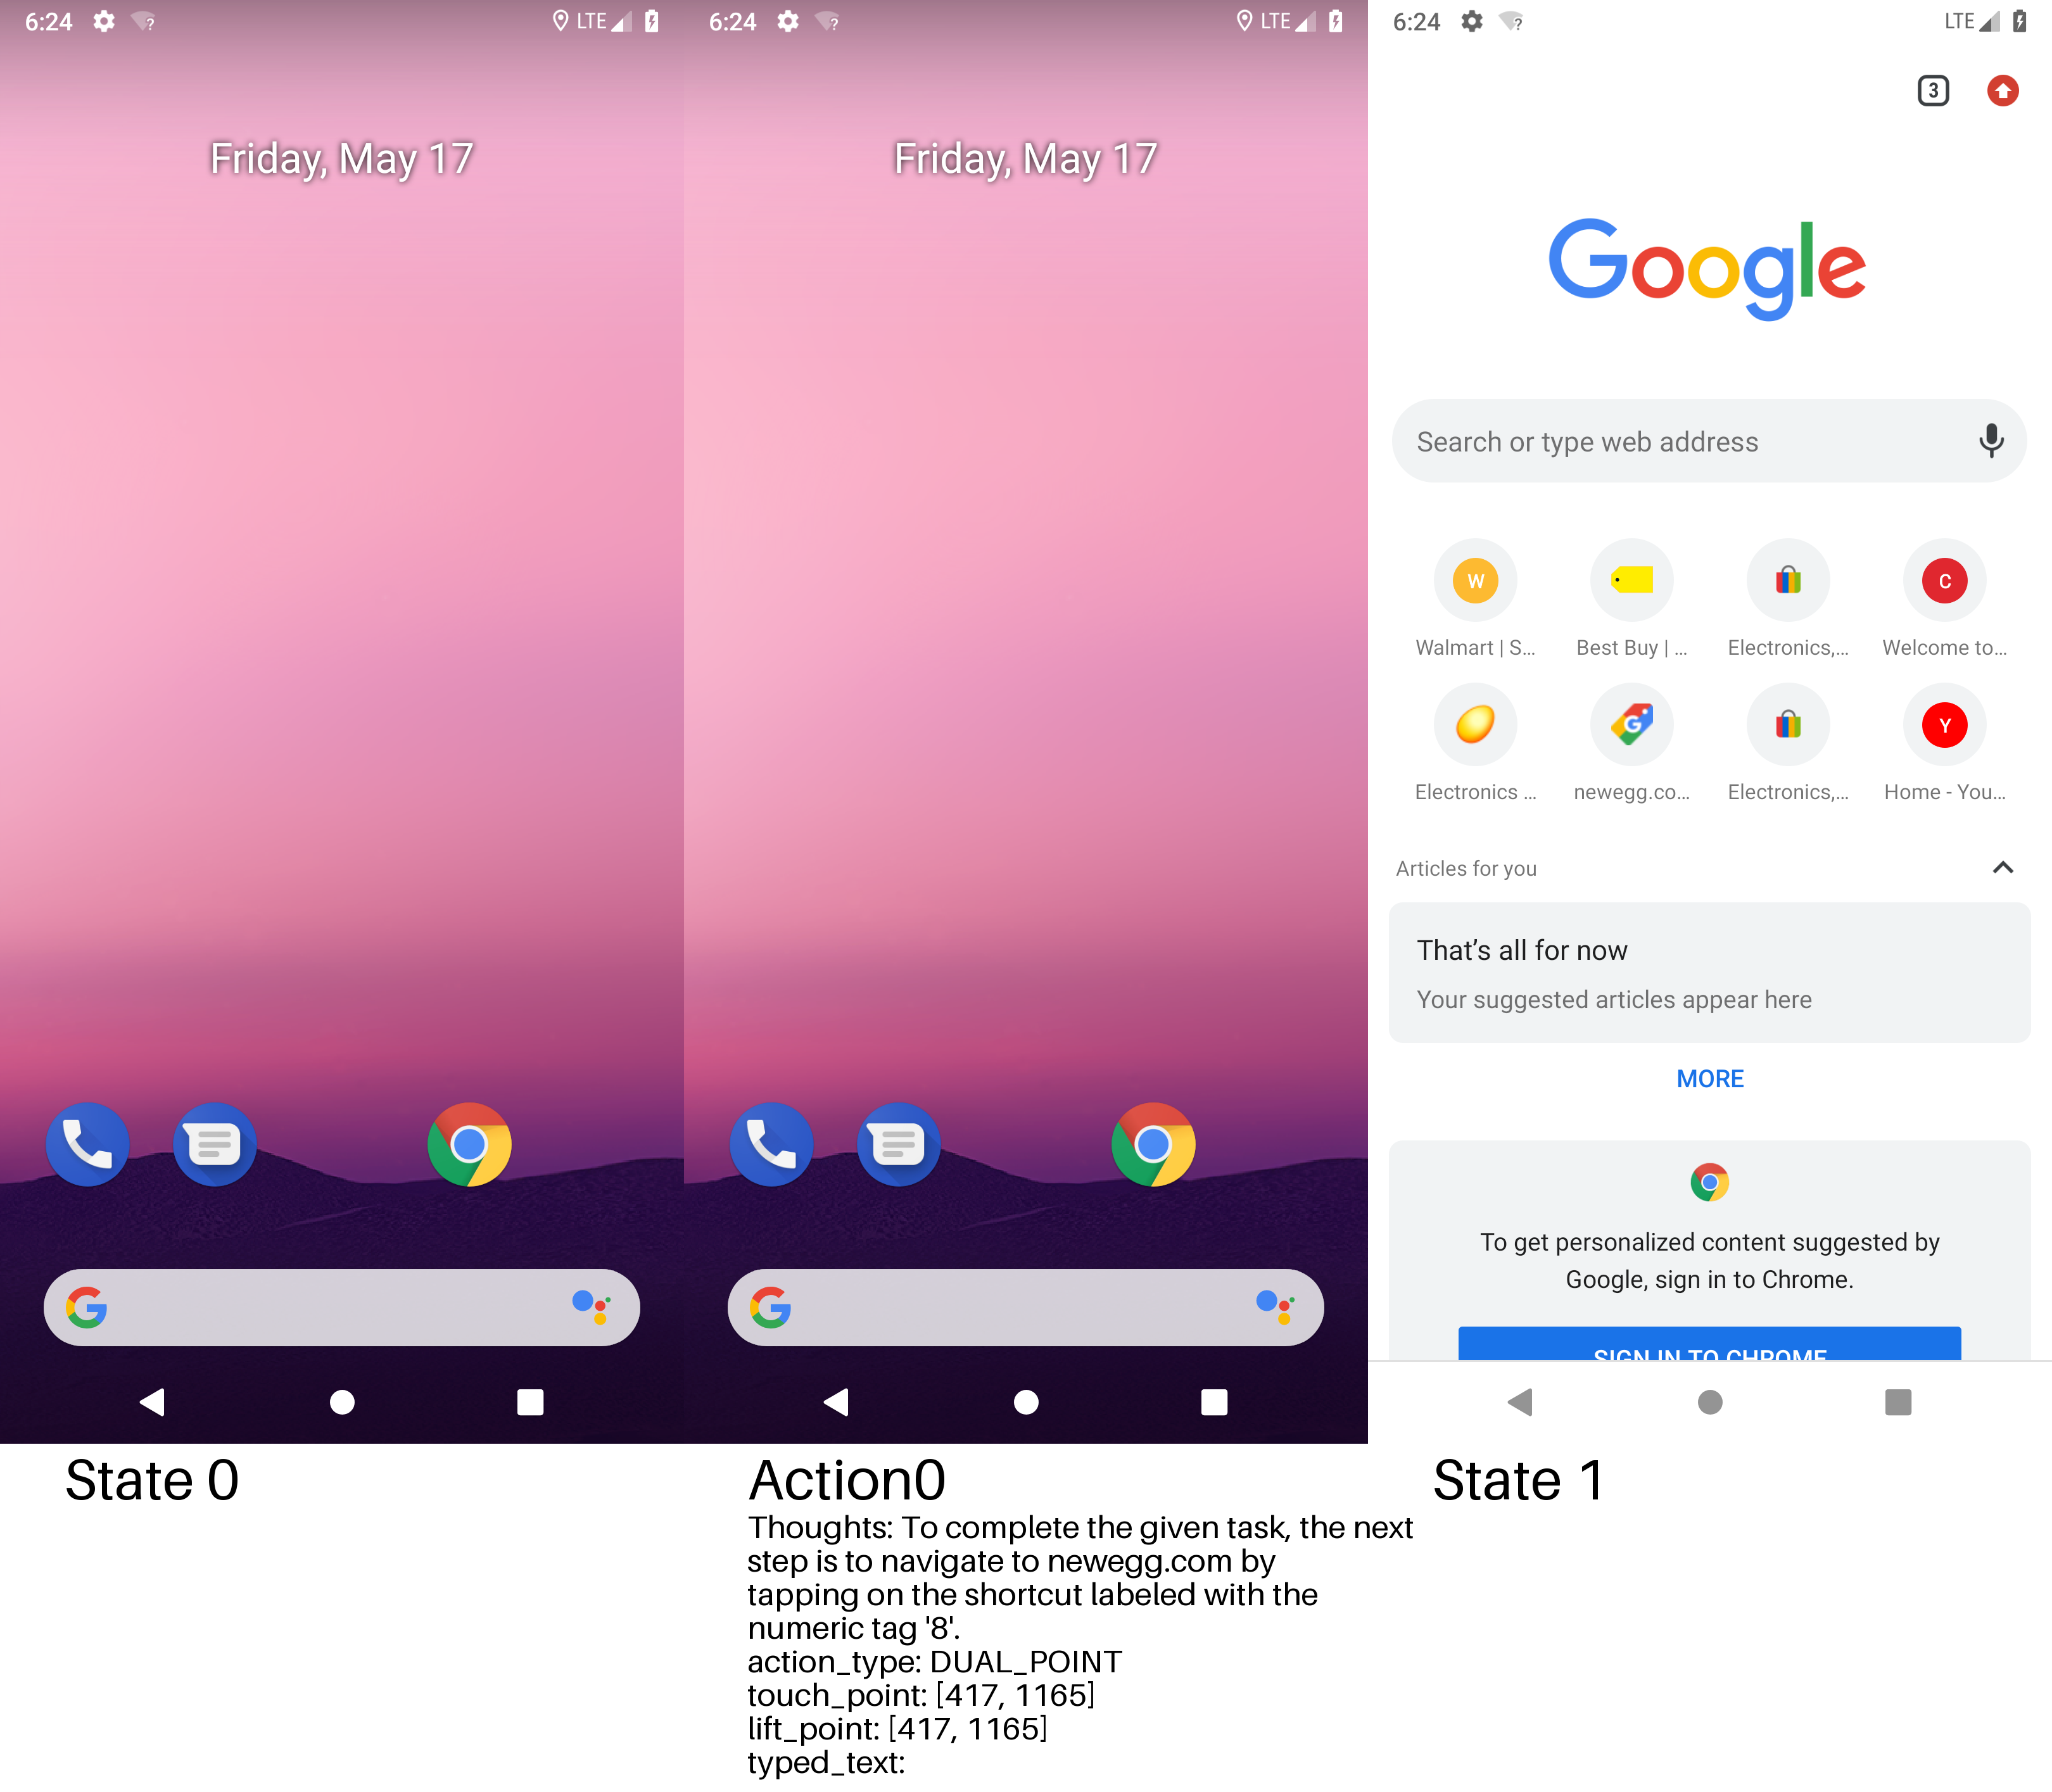 6:24
LTE
Friday, May 17
State 0
6:24
LTE
Friday, May 17
Action0
Thoughts: To complete the given task, the next
step is to navigate to newegg.com by
tapping on the shortcut labeled with the
numeric tag '8'.
action_type: DUAL_POINT
touch_point: [417, 1165]
lift_point: [417, 1165]
typed_text:
6:24
LTE
3
Google
Search or type web address
W
C
Walmart | S...
Best Buy | ...
Electronics,...
Welcome to...
G
Y
Electronics ...
newegg.co...
Electronics,...
Home - You...
Articles for you
That's all for now
Your suggested articles appear here
MORE
To get personalized content suggested by
Google, sign in to Chrome.
SIGN IN TO CHROME
State 1